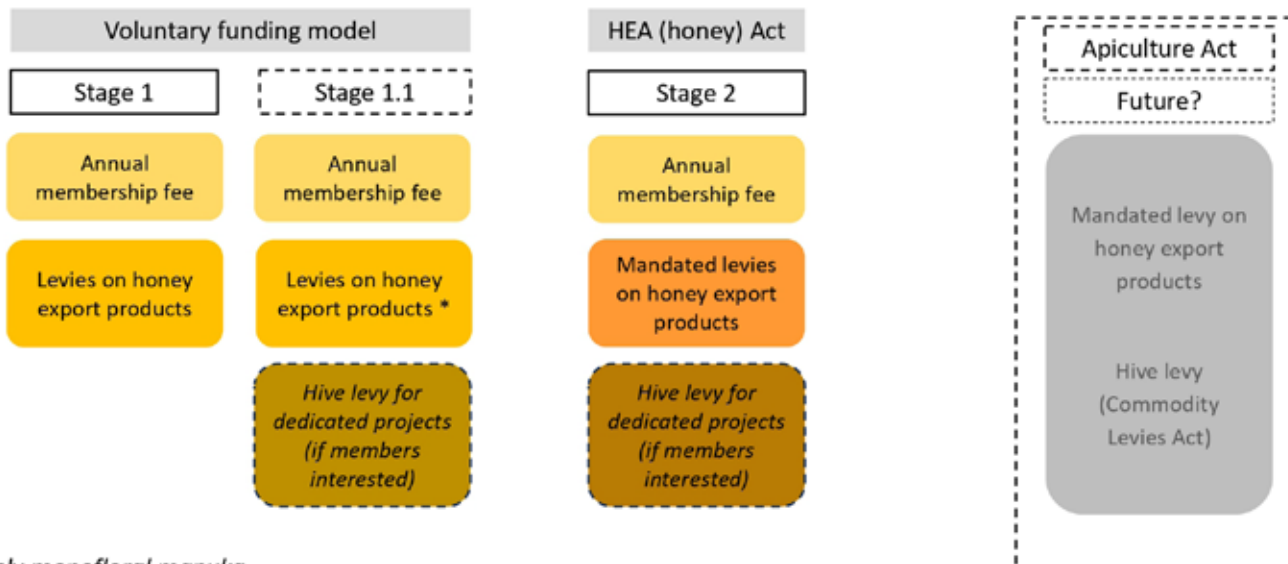 Voluntary funding model
HEA (honey) Act
Apiculture Act
Stage 1
Stage 1.1
Stage 2
Future?
Annual
membership fee
Annual
membership fee
Annual
membership fee
Levies on honey
export products
Levies on honey
export products *
Mandated levies
on honey export
products
Hive levy for
dedicated projects
(if members
interested)
Hive levy for
dedicated projects
(if members
interested)
Mandated levy on
honey export
products
Hive levy
(Commodity
Levies Act)
monofloral manuka